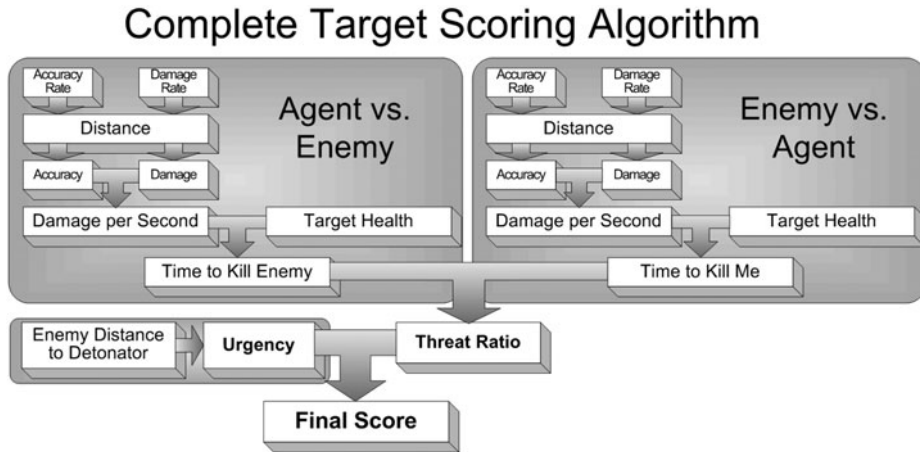 Complete Target Scoring Algorithm
Accuracy
Rate
Damage
Rate
Distance
Accuracy
Damage
Damage per Second
Target Health
Time to Kill Enemy
Agent vs.
Enemy
Accuracy
Rate
Damage
Rate
Distance
Accuracy
Damage
Damage per Second
Target Health
Time to Kill Me
Enemy vs.
Agent
Enemy Distance
to Detonator
Urgency
Threat Ratio
Final Score